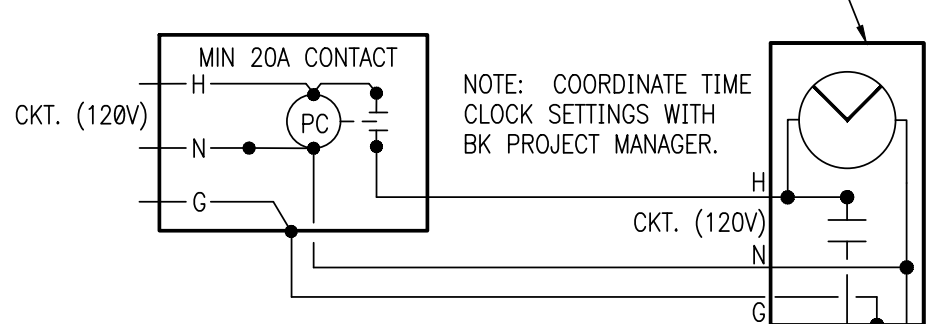 MIN 20A CONTACT
H
CKT. (120V)
PC
N
G
NOTE: COORDINATE TIME
CLOCK SETTINGS WITH
BK PROJECT MANAGER.
H
CKT. (120V)
N
G